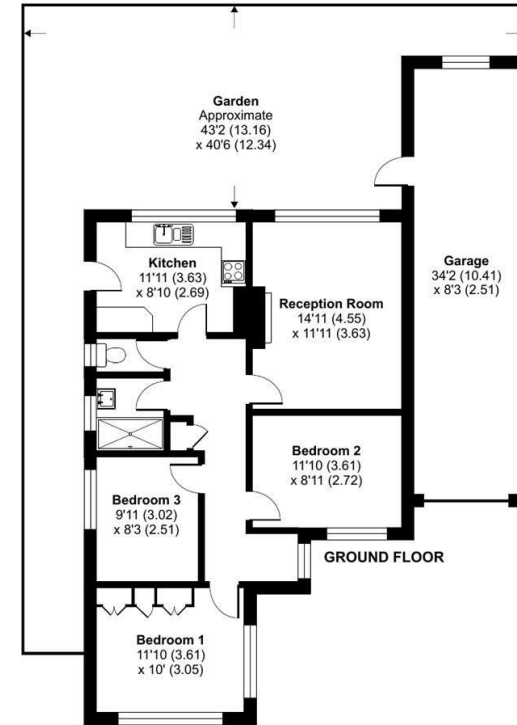 Garden
Approximate
43'2 (13.16)
x 40'6 (12.34)
Kitchen
11'11 (3.63)
x 8'10 (2.69)
Reception Room
14'11 (4.55)
x 11'11 (3.63)
Garage
34'2 (10.41)
x 8'3 (2.51)
Bedroom 2
11'10 (3.61)
x 8'11 (2.72)
Bedroom 3
9'11 (3.02)
x 8'3 (2.51)
GROUND FLOOR
Bedroom 1
11'10 (3.61)
x 10' (3.05)